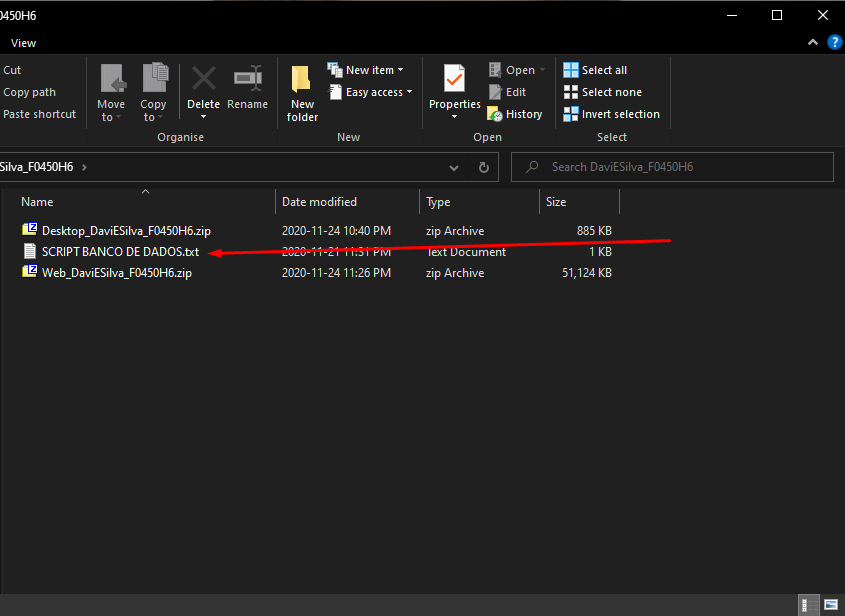 0450H6
View
Cut
Copy path
Paste shortcut
Move to
Copy to
Delete
Rename
Organise
New folder
New item
Easy access
New
Properties
Open
Edit
History
Open
Select all
Select none
Invert selection
Select
Silva_F0450H6
Search DaviESilva_F0450H6
Name Date modified Type Size
Desktop_DaviESilva_F0450H6.zip 2020-11-24 10:40 PM zip Archive 885 KB
SCRIPT BANCO DE DADOS.txt 2020-11-21 11:31 PM Text Document 1 KB
Web_DaviESilva_F0450H6.zip 2020-11-24 11:26 PM zip Archive 51,124 KB